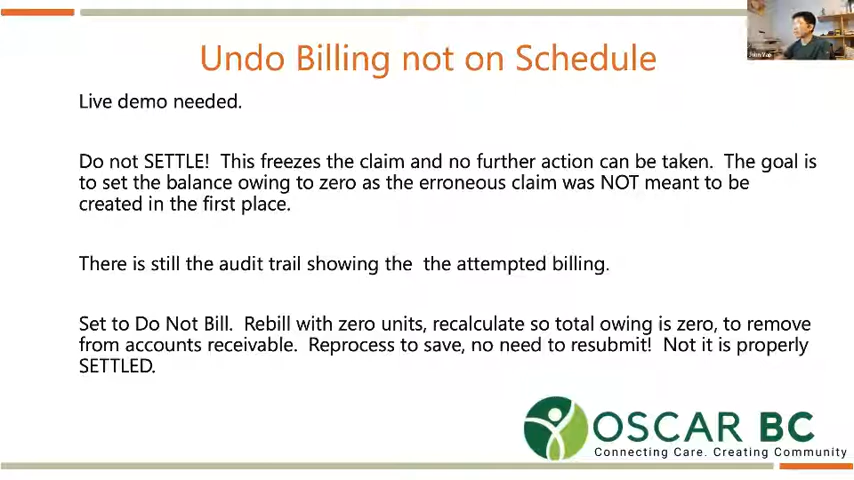 Undo Billing not on Schedule
Live demo needed.
Do not SETTLE! This freezes the claim and no further action can be taken. The goal is
to set the balance owing to zero as the erroneous claim was NOT meant to be
created in the first place.
There is still the audit trail showing the the attempted billing.
Set to Do Not Bill. Rebill with zero units, recalculate so total owing is zero, to remove
from accounts receivable. Reprocess to save, no need to resubmit! Not it is properly
SETTLED.
OSCAR BC
Connecting Care. Creating Community